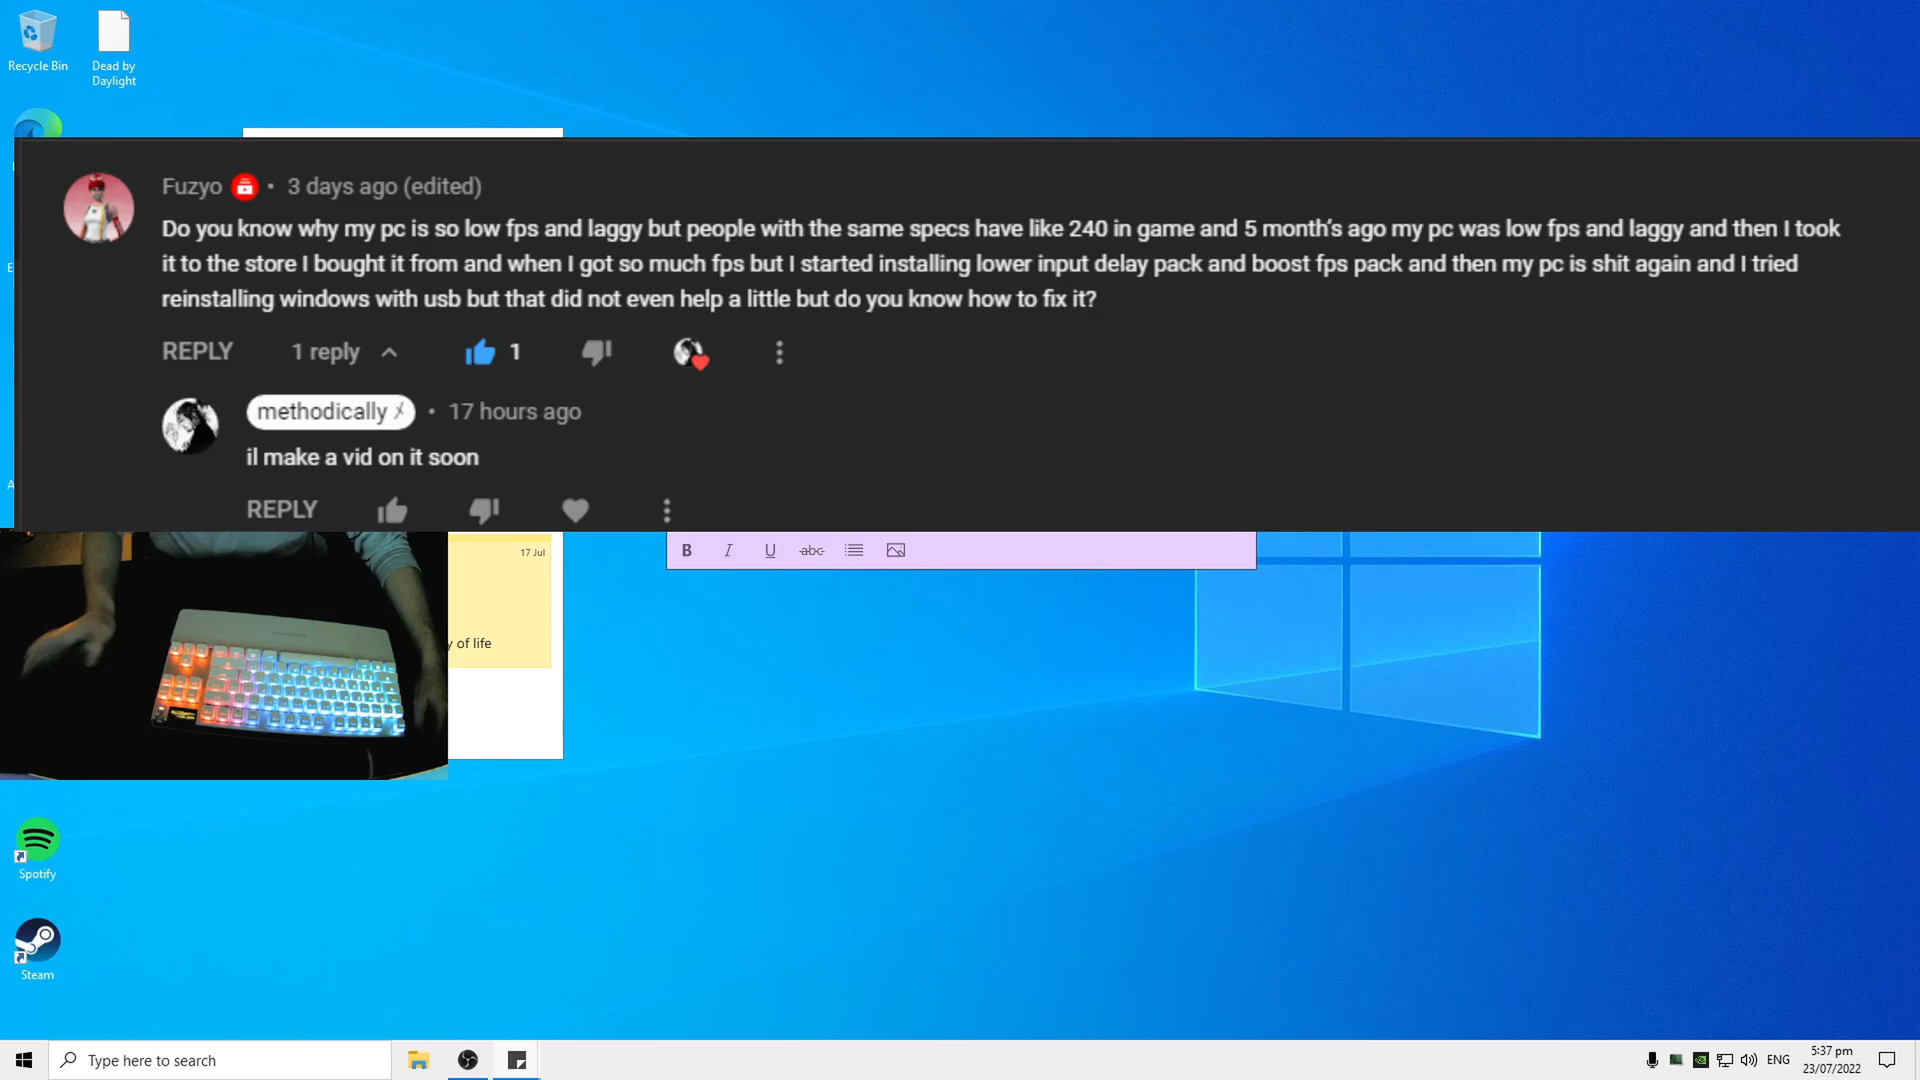 Recycle Bin
Dead by
Daylight
Fuzyo • 3 days ago (edited)
Do you know why my pc is so low fps and laggy but people with the same specs have like 240 in game and 5 month's ago my pc was low fps and laggy and then I took
it to the store I bought it from and when I got so much fps but I started installing lower input delay pack and boost fps pack and then my pc is shit again and I tried
reinstalling windows with usb but that did not even help a little but do you know how to fix it?
REPLY 1 reply 1
methodically • 17 hours ago
il make a vid on it soon
REPLY
B I U abc
17 Jul
of life
Spotify
Steam
Type here to search
ENG
5:37 pm
23/07/2022